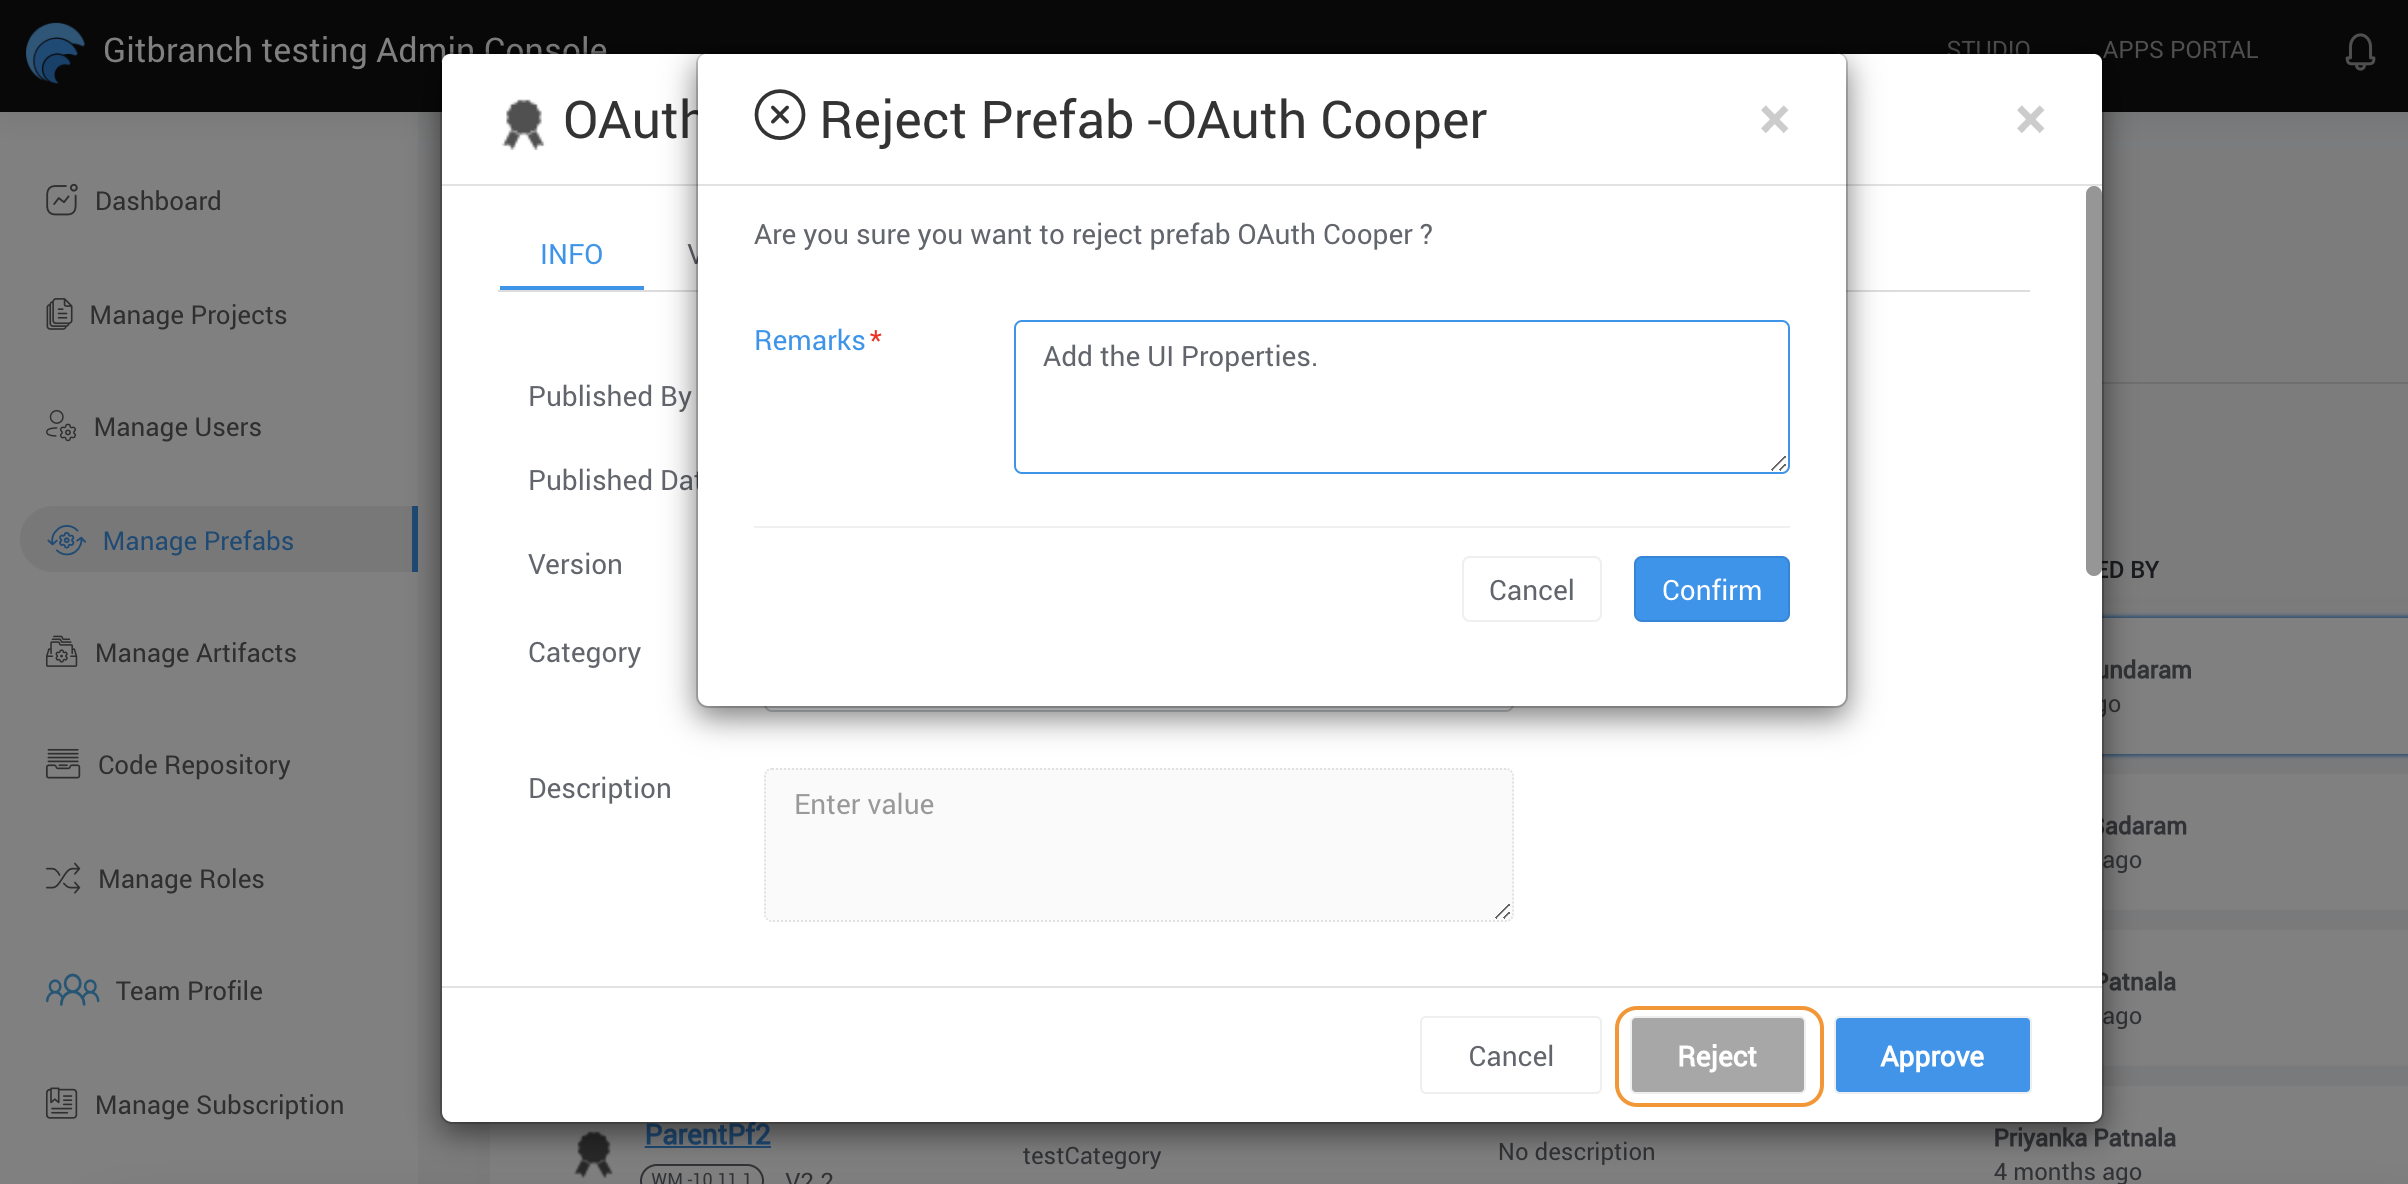 Gitbranch testing Admin Console
STUDIO
APPS PORTAL
Dashboard
Manage Projects
Manage Users
Manage Prefabs
Manage Artifacts
Code Repository
Manage Roles
Team Profile
Manage Subscription
OAuth
INFO
Published By
Published Dat
Version
Category
Description
Enter value
Cancel
Reject
Approve
Reject Prefab -OAuth Cooper
Are you sure you want to reject prefab OAuth Cooper ?
Remarks *
Add the UI Properties.
Cancel
Confirm
ED BY
undaram
go
adaram
ago
Patnala
ago
ParentPf2
WM -10.11.1
V2.2
testCategory
No description
Priyanka Patnala
4 months ago